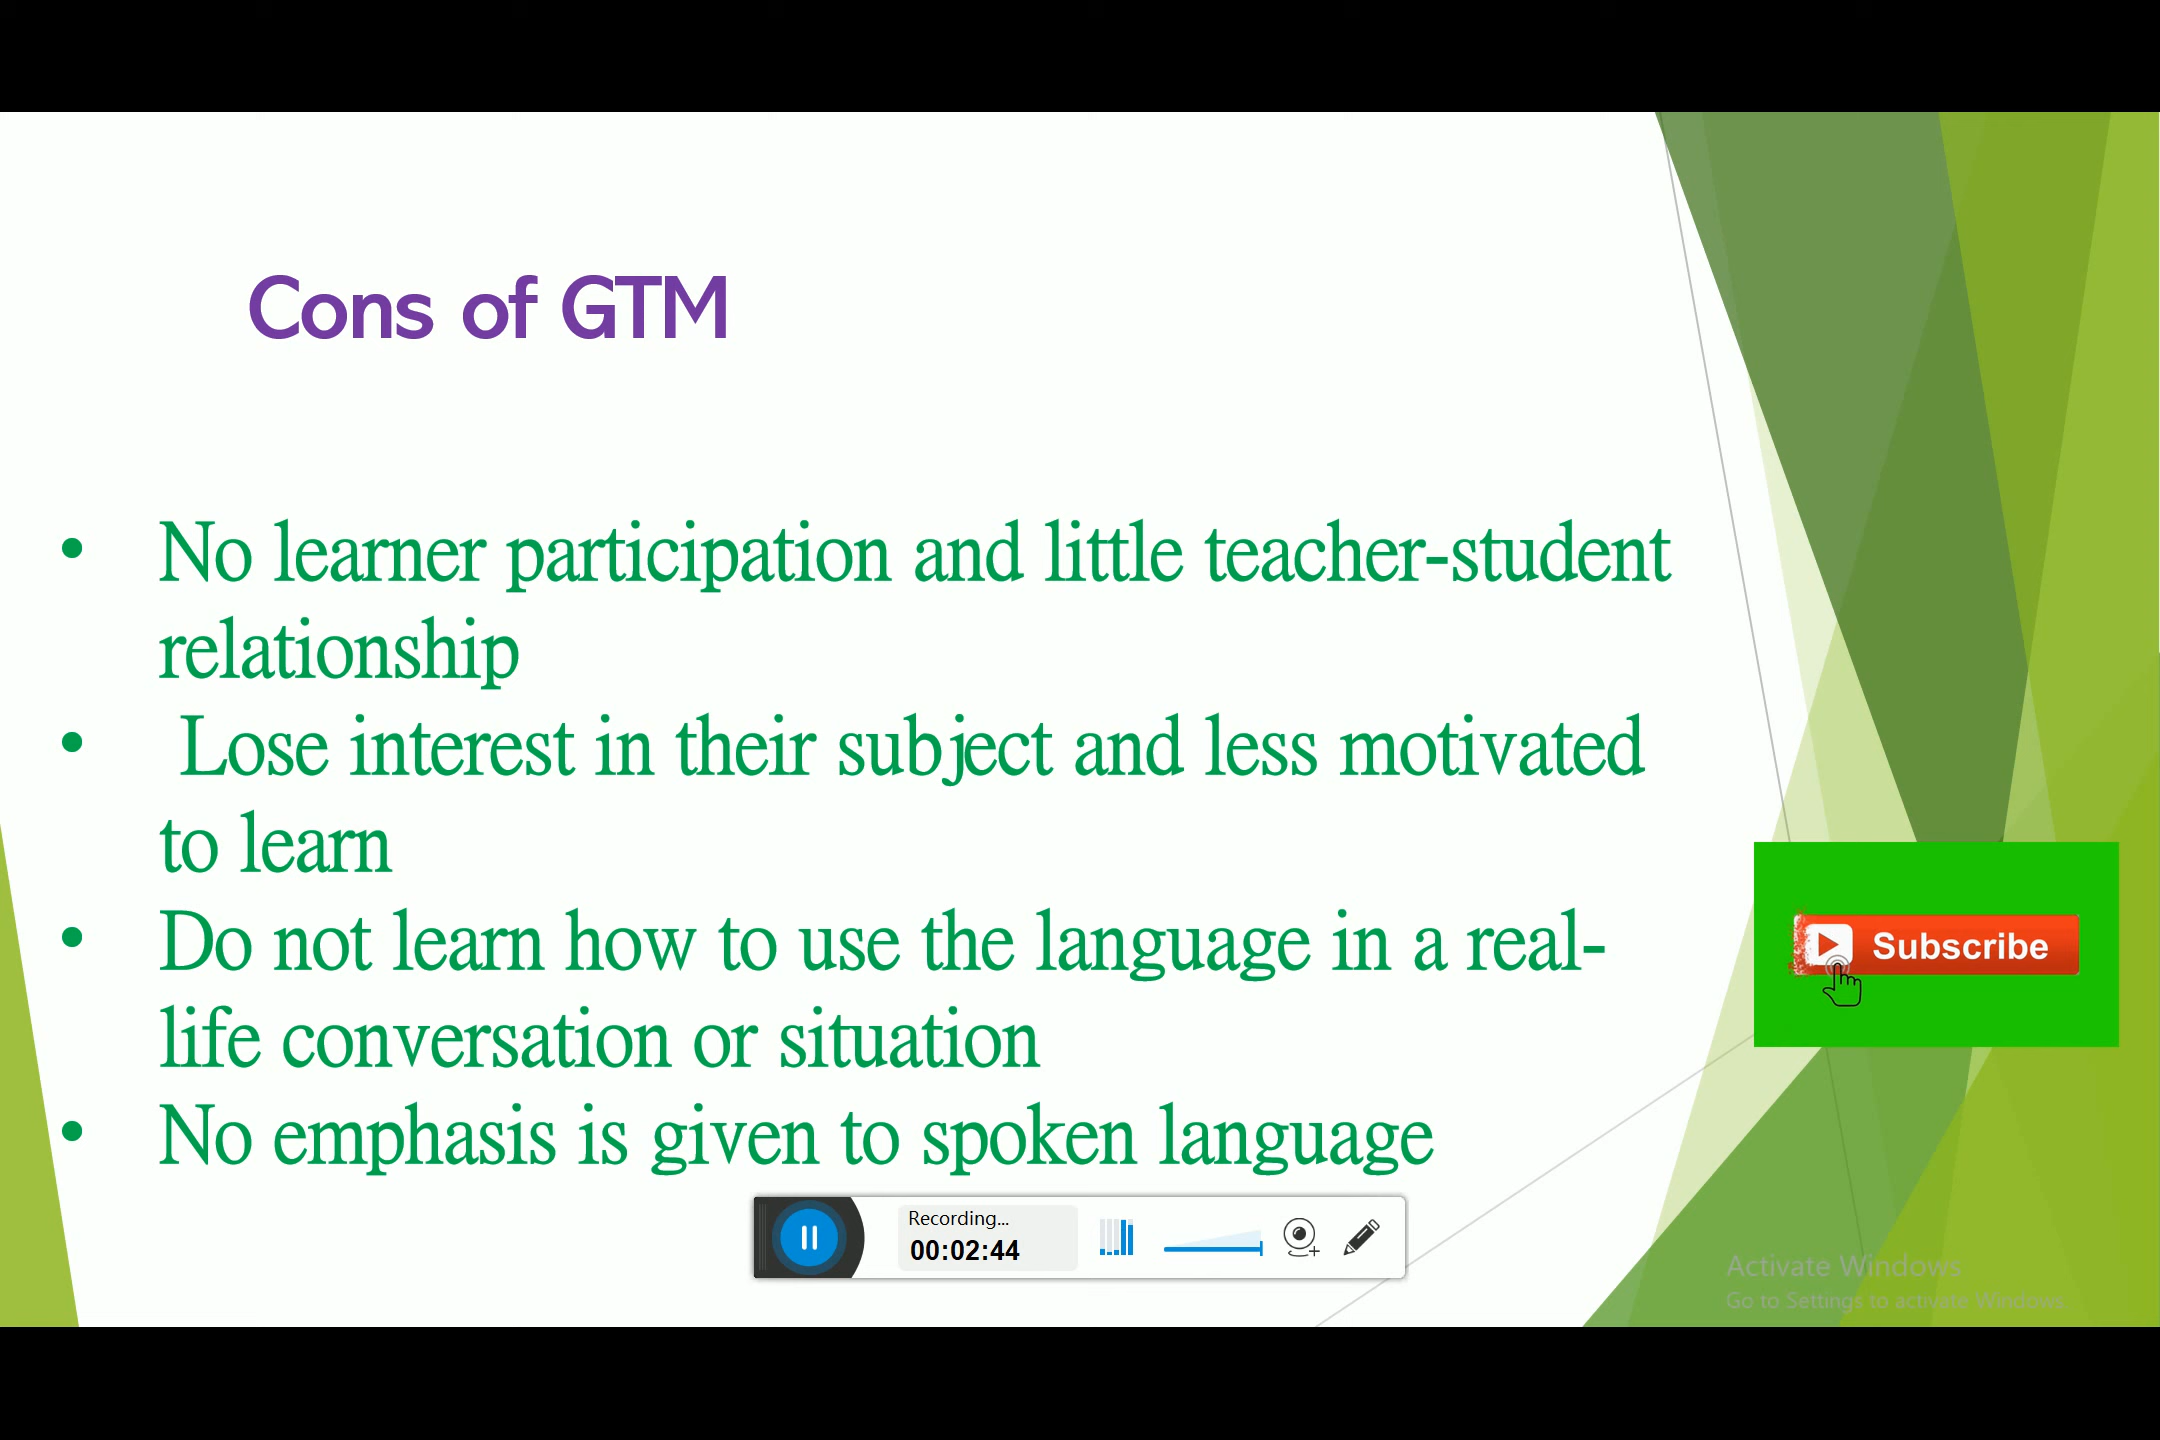 Cons of GTM
• No learner participation and little teacher-student
relationship
• Lose interest in their subject and less motivated
to learn
• Do not learn how to use the language in a real-
life conversation or situation
• No emphasis is given to spoken language
Subscribe
Recording...
00:02:44
Activate Windows
Go to Settings to activate Windows.